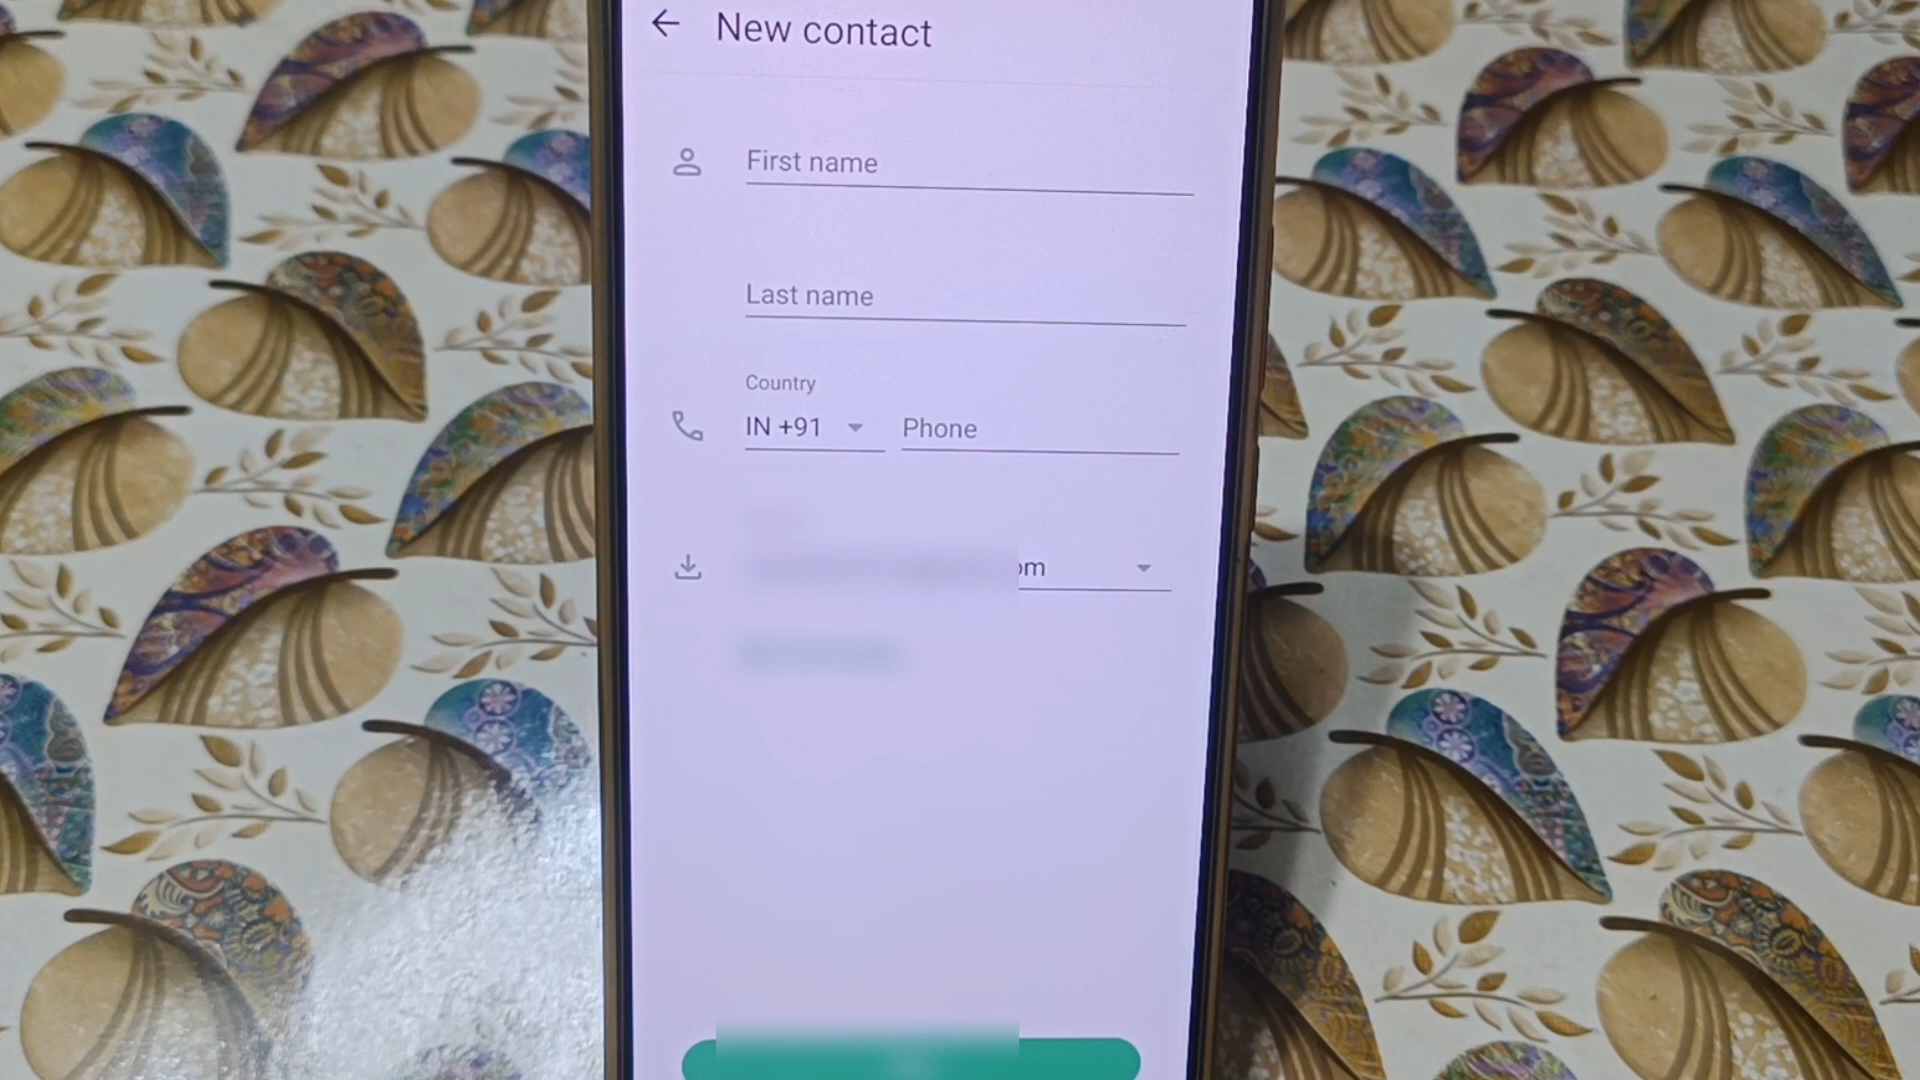 New contact
First name
Last name
Country
IN +91 Phone
om